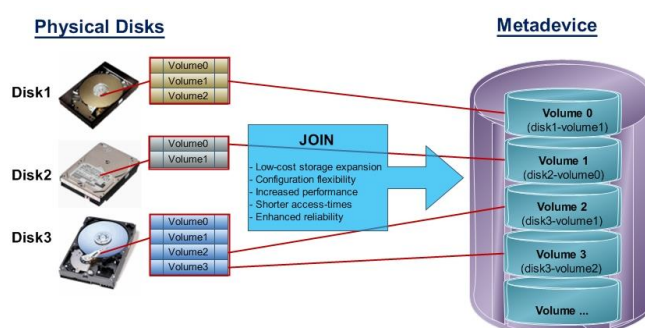 Physical Disks
Metadevice
Disk1
Volume0
Volume1
Volume2
Disk2
Volume0
Volume1
Disk3
Volume0
Volume1
Volume2
Volume3
JOIN
- Low-cost storage expansion
- Configuration flexibility
- Increased performance
- Shorter access-times
- Enhanced reliability
Volume 0
(disk1-volume1)
Volume 1
(disk2-volume0)
Volume 2
(disk3-volume1)
Volume 3
(disk3-volume2)
Volume ...